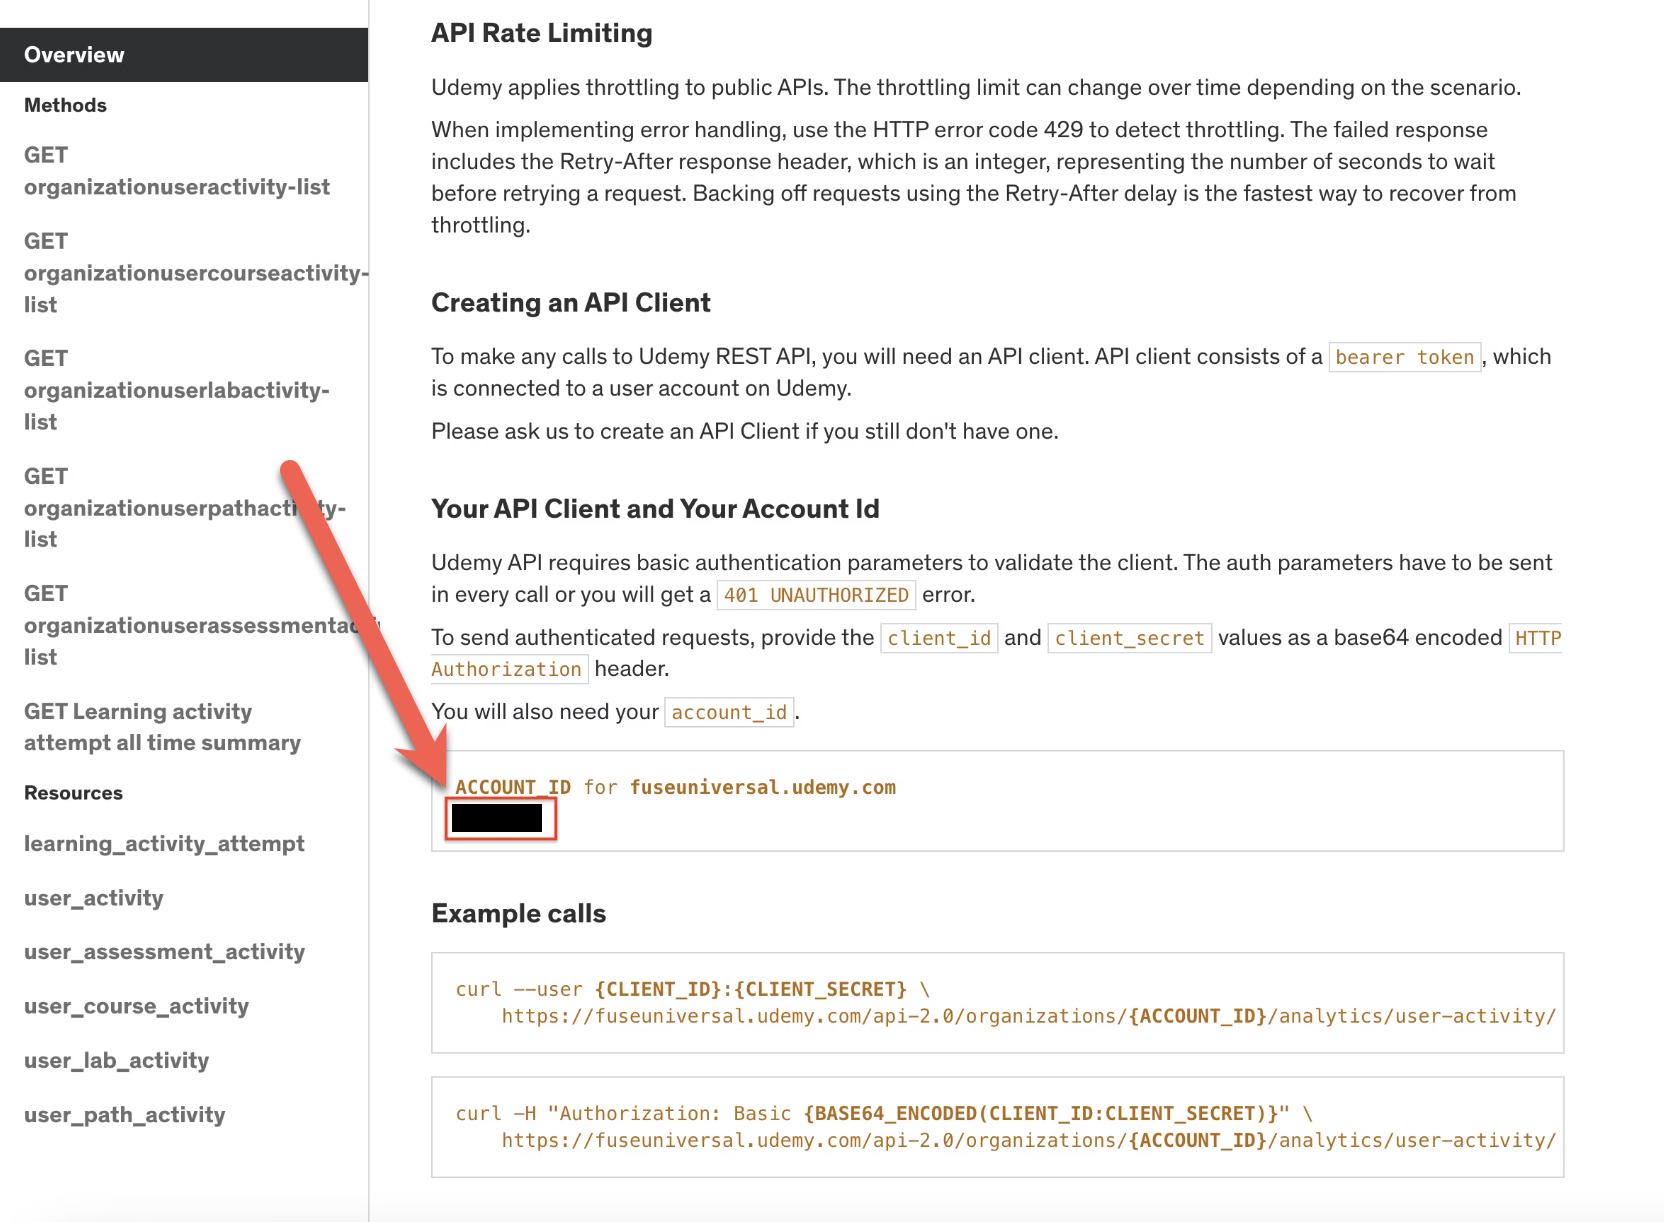 Overview
Methods
GET
organizationuseractivity-list
GET
organizationusercourseactivity-
list
GET
organizationuserlabactivity-
list
GET
organizationuserpathactivity-
list
GET
list
GET Learning activity
attempt all time summary
Resources
learning_activity_attempt
user_activity
user_assessment_activity
user_course_activity
user_lab_activity
user_path_activity
API Rate Limiting
Udemy applies throttling to public APIs. The throttling limit can change over time depending on the scenario.
When implementing error handling, use the HTTP error code 429 to detect throttling. The failed response
includes the Retry-After response header, which is an integer, representing the number of seconds to wait
before retrying a request. Backing off requests using the Retry-After delay is the fastest way to recover from
throttling.
Creating an API Client
To make any calls to Udemy REST API, you will need an API client. API client consists of a bearer token, which
is connected to a user account on Udemy.
Please ask us to create an API Client if you still don't have one.
Your API Client and Your Account Id
Udemy API requires basic authentication parameters to validate the client. The auth parameters have to be sent
in every call or you will get a 401 UNAUTHORIZED error.
To send authenticated requests, provide the client_id and client_secret values as a base64 encoded HTTP
Authorization header.
You will also need your account_id.
ACCOUNT_ID for fuseuniversal.udemy.com
Example calls
curl --user {CLIENT_ID}:{CLIENT_SECRET} \
https://fuseuniversal.udemy.com/api-2.0/organizations/{ACCOUNT_ID}/analytics/user-activity/
curl -H "Authorization: Basic {BASE64_ENCODED(CLIENT_ID:CLIENT_SECRET)}" \
https://fuseuniversal.udemy.com/api-2.0/organizations/{ACCOUNT_ID}/analytics/user-activity/